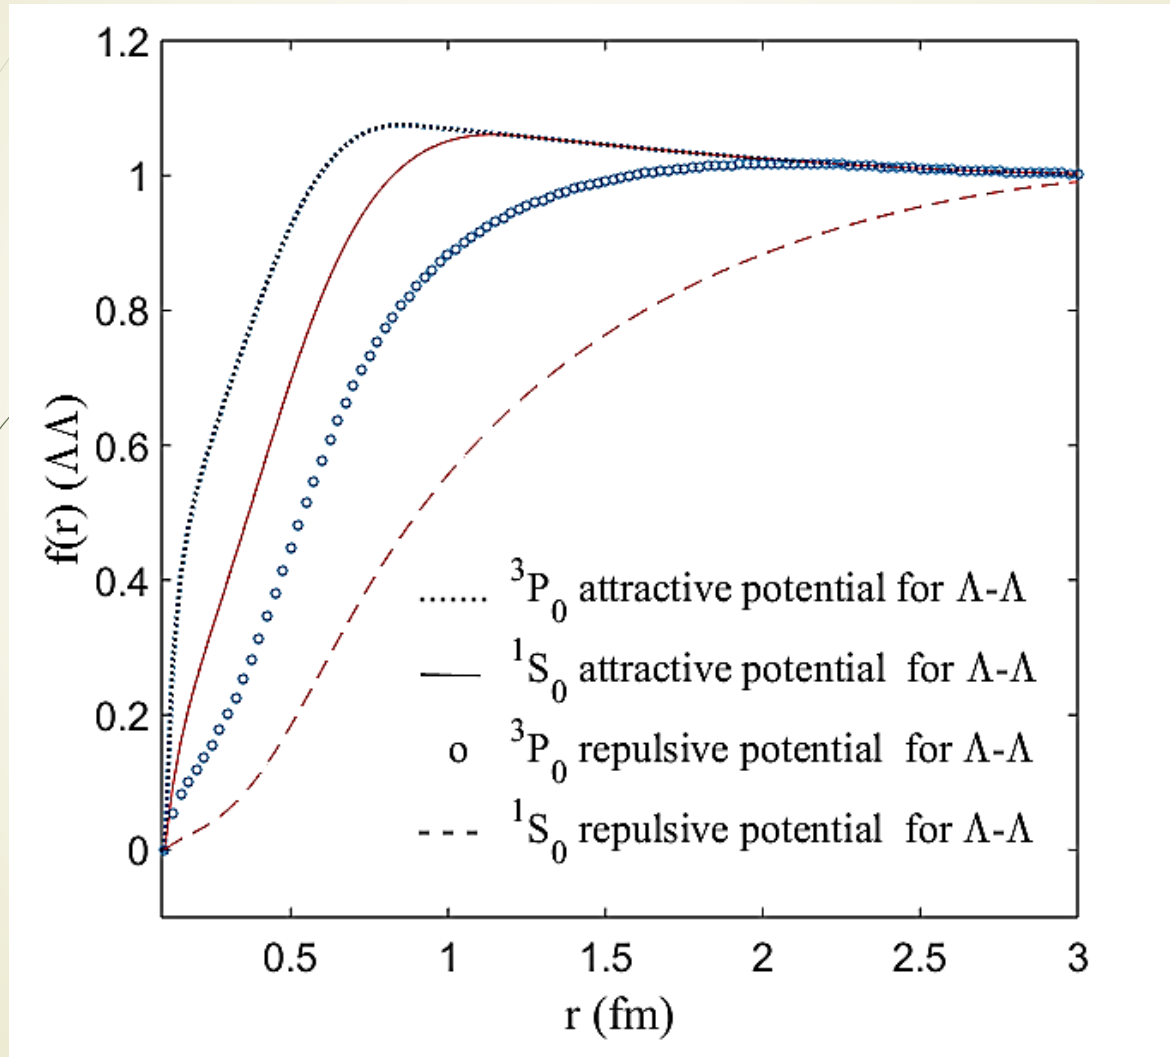 1.2
1
0.8
0.6
0.4
0.2
0
f(r) (ΛΛ)
³P₀ attractive potential for Λ-Λ
¹S₀ attractive potential for Λ-Λ
o ³P₀ repulsive potential for Λ-Λ
¹S₀ repulsive potential for Λ-Λ
0.5 1 1.5 2 2.5 3
r (fm)